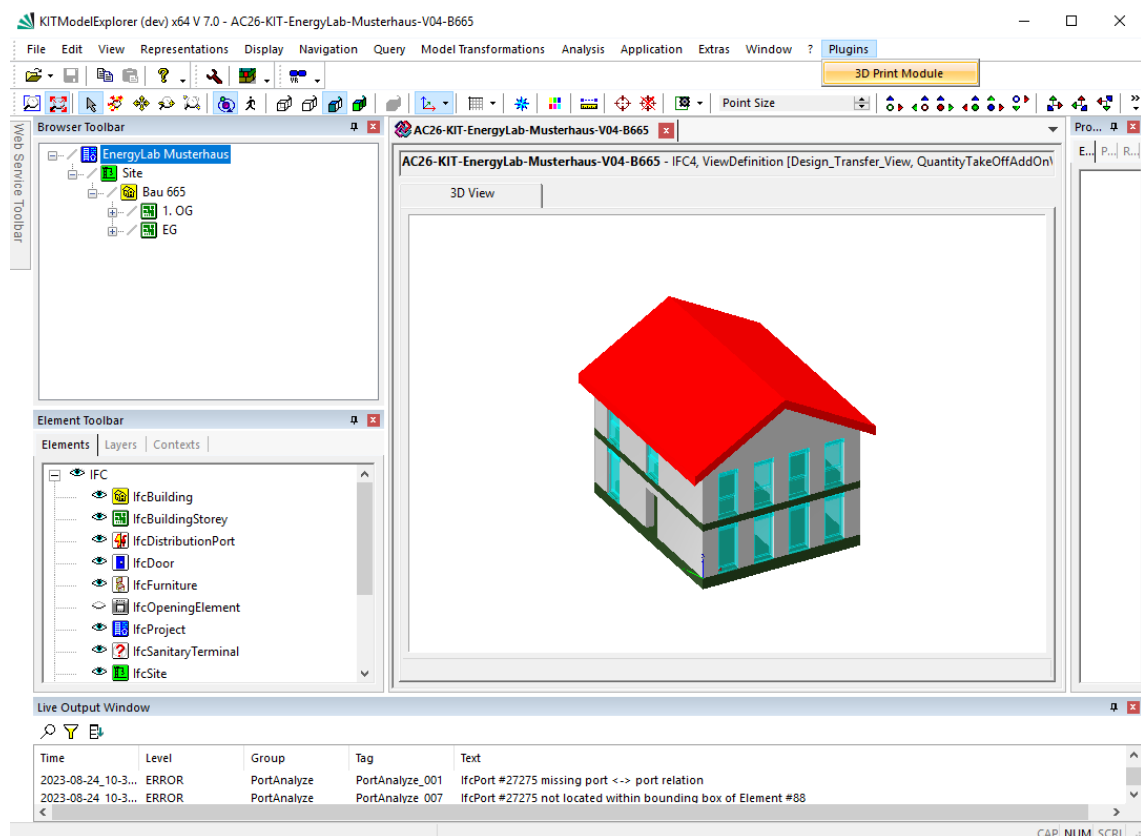 KITModelExplorer (dev) x64 V 7.0 - AC26-KIT-EnergyLab-Musterhaus-V04-B665
File Edit View Representations Display Navigation Query Model Transformations Analysis Application Extras Window ? Plugins
3D Print Module
Point Size
Web Service Toolbar
Browser Toolbar
EnergyLab Musterhaus
Site
Bau 665
1. OG
EG
Element Toolbar
Elements Layers Contexts
IFC
IfcBuilding
IfcBuildingStorey
IfcDistributionPort
IfcDoor
IfcFurniture
IfcOpeningElement
IfcProject
IfcSanitaryTerminal
IfcSite
AC26-KIT-EnergyLab-Musterhaus-V04-B665
AC26-KIT-EnergyLab-Musterhaus-V04-B665 - IFC4, ViewDefinition [Design_Transfer_View, QuantityTakeOffAddOn
3D View
Pro...
E... P... R...
Live Output Window
Time Level Group Tag Text
2023-08-24_10-3... ERROR PortAnalyze PortAnalyze_001 IfcPort #27275 missing port <-> port relation
2023-08-24_10-3... ERROR PortAnalyze PortAnalyze_007 IfcPort #27275 not located within bounding box of Element #88
CAP NUM SCRL